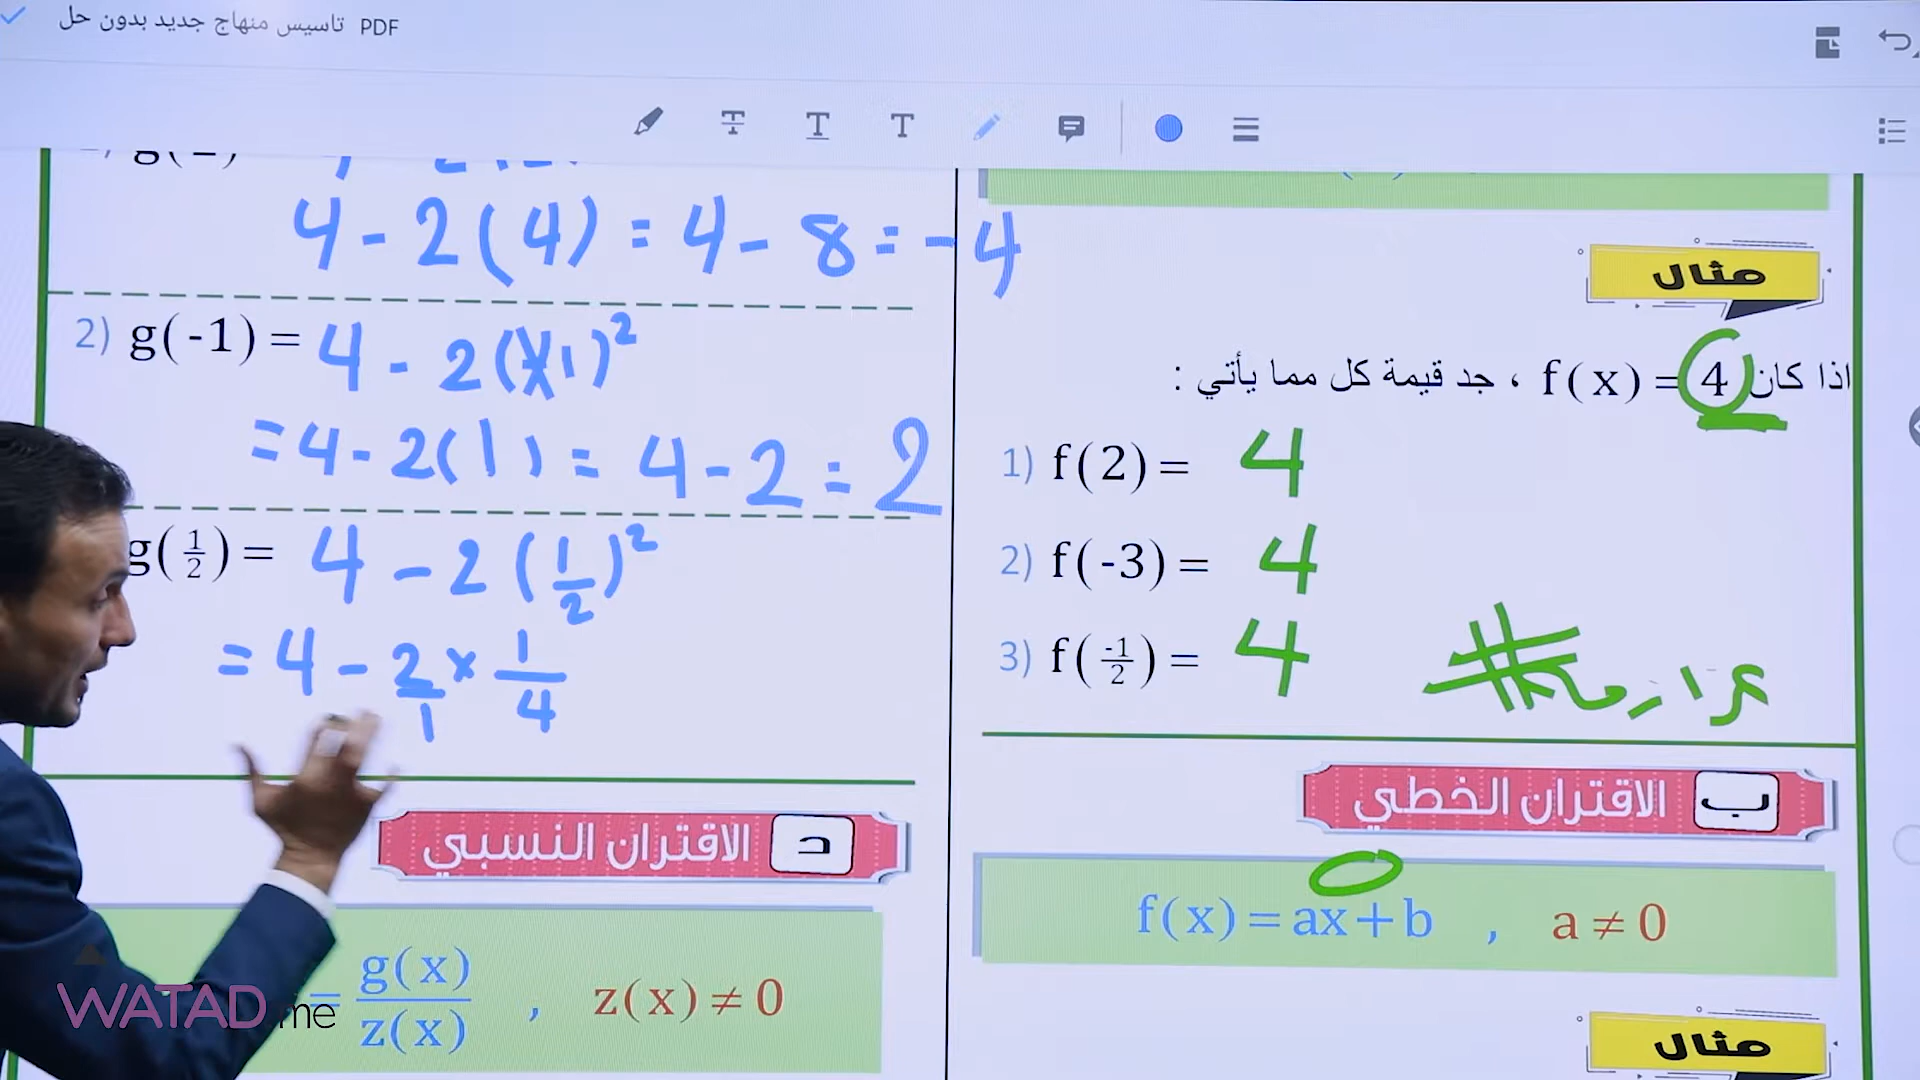 تاسيس منهاج جديد بدون حل PDF
4 - 2 ( 4 ) = 4 - 8 = - 4
2) g(-1) = 4 - 2 (-1)²
= 4 - 2 ( 1 ) = 4 - 2 = 2
g(1/2) = 4 - 2 (1/2)²
= 4 - 2/1 × 1/4
د الاقتران النسبي
= g(x)/z(x) , z(x) ≠ 0
مثال
اذا كان f(x) = 4 ، جد قيمة كل مما يأتي :
1) f(2) = 4
2) f(-3) = 4
3) f(-1/2) = 4
ب الاقتران الخطي
f(x) = ax+b , a ≠ 0
مثال
WATAD me